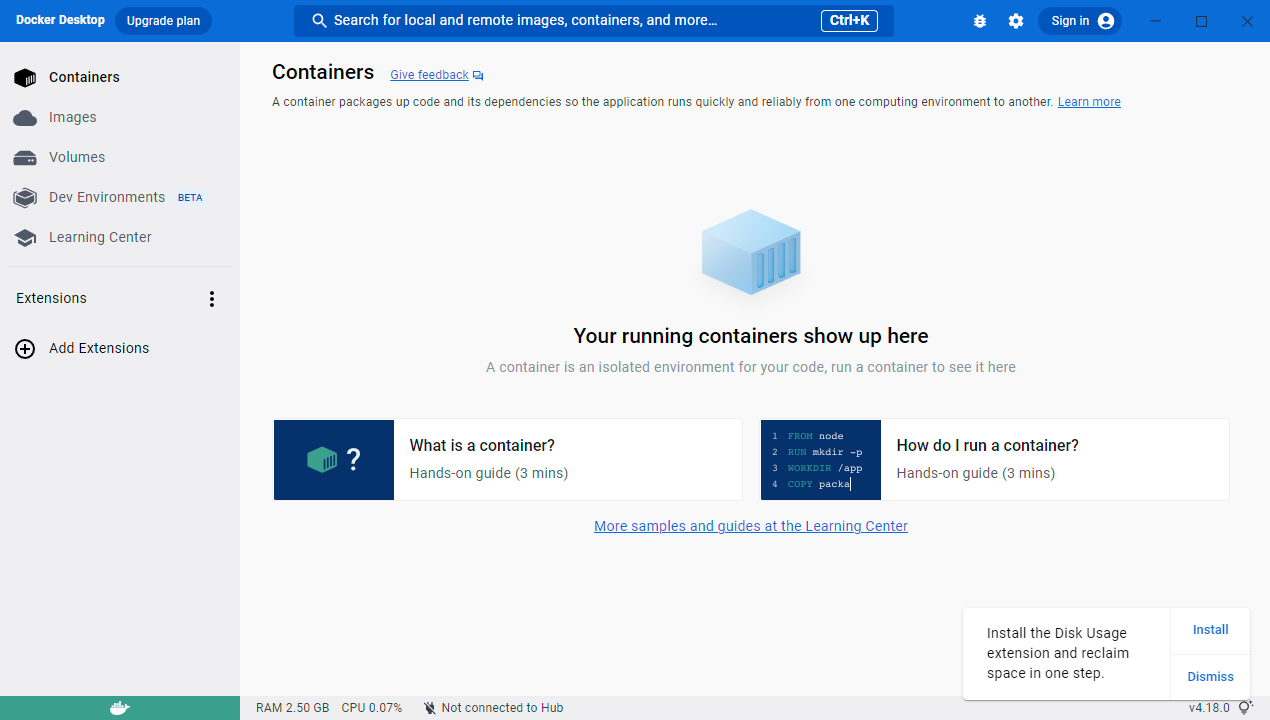 Docker Desktop
Upgrade plan
Search for local and remote images, containers, and more...
Ctrl+K
Sign in
Containers
Images
Volumes
Dev Environments BETA
Learning Center
Extensions
Add Extensions
Containers
Give feedback
A container packages up code and its dependencies so the application runs quickly and reliably from one computing environment to another. Learn more
Your running containers show up here
A container is an isolated environment for your code, run a container to see it here
?
What is a container?
Hands-on guide (3 mins)
1 FROM node
2 RUN mkdir -p
3 WORKDIR /app
4 COPY packa
How do I run a container?
Hands-on guide (3 mins)
More samples and guides at the Learning Center
Install the Disk Usage
extension and reclaim
space in one step.
Install
Dismiss
RAM 2.50 GB CPU 0.07% Not connected to Hub
v4.18.0